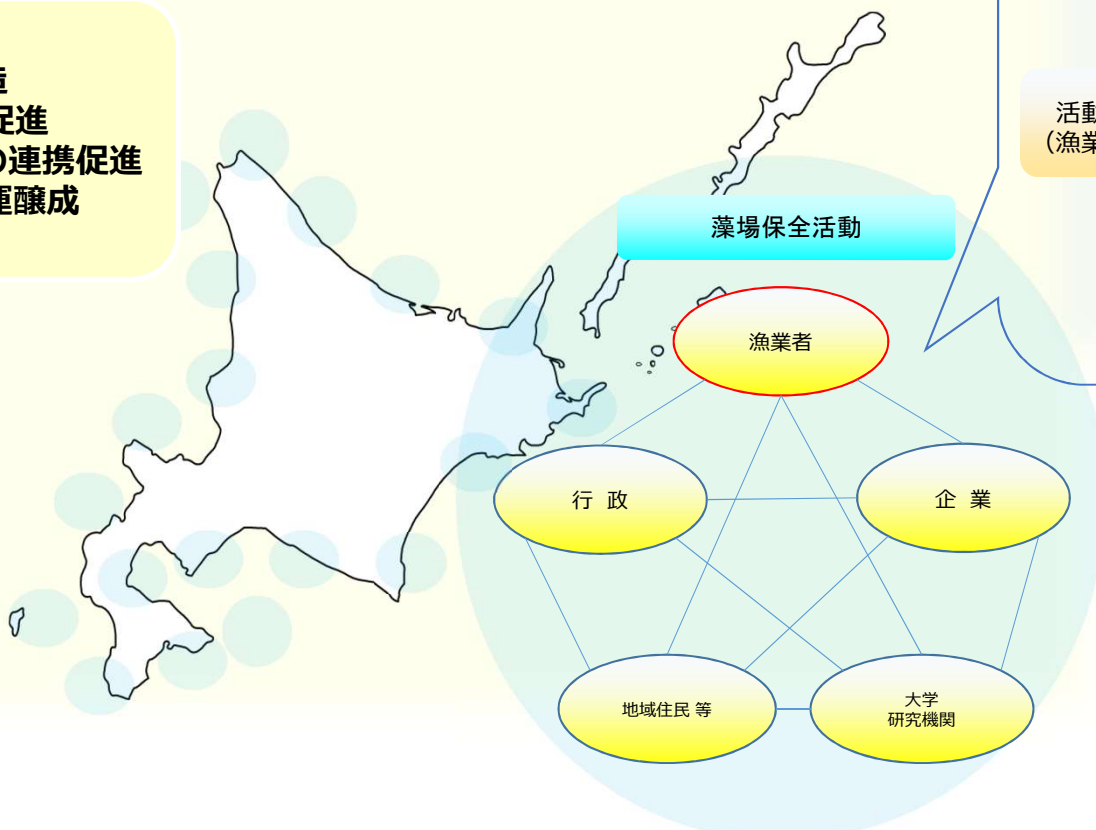 造
促進
の連携促進
運醸成
活動
（漁業
藻場保全活動
漁業者
行 政
企 業
地域住民 等
大学
研究機関